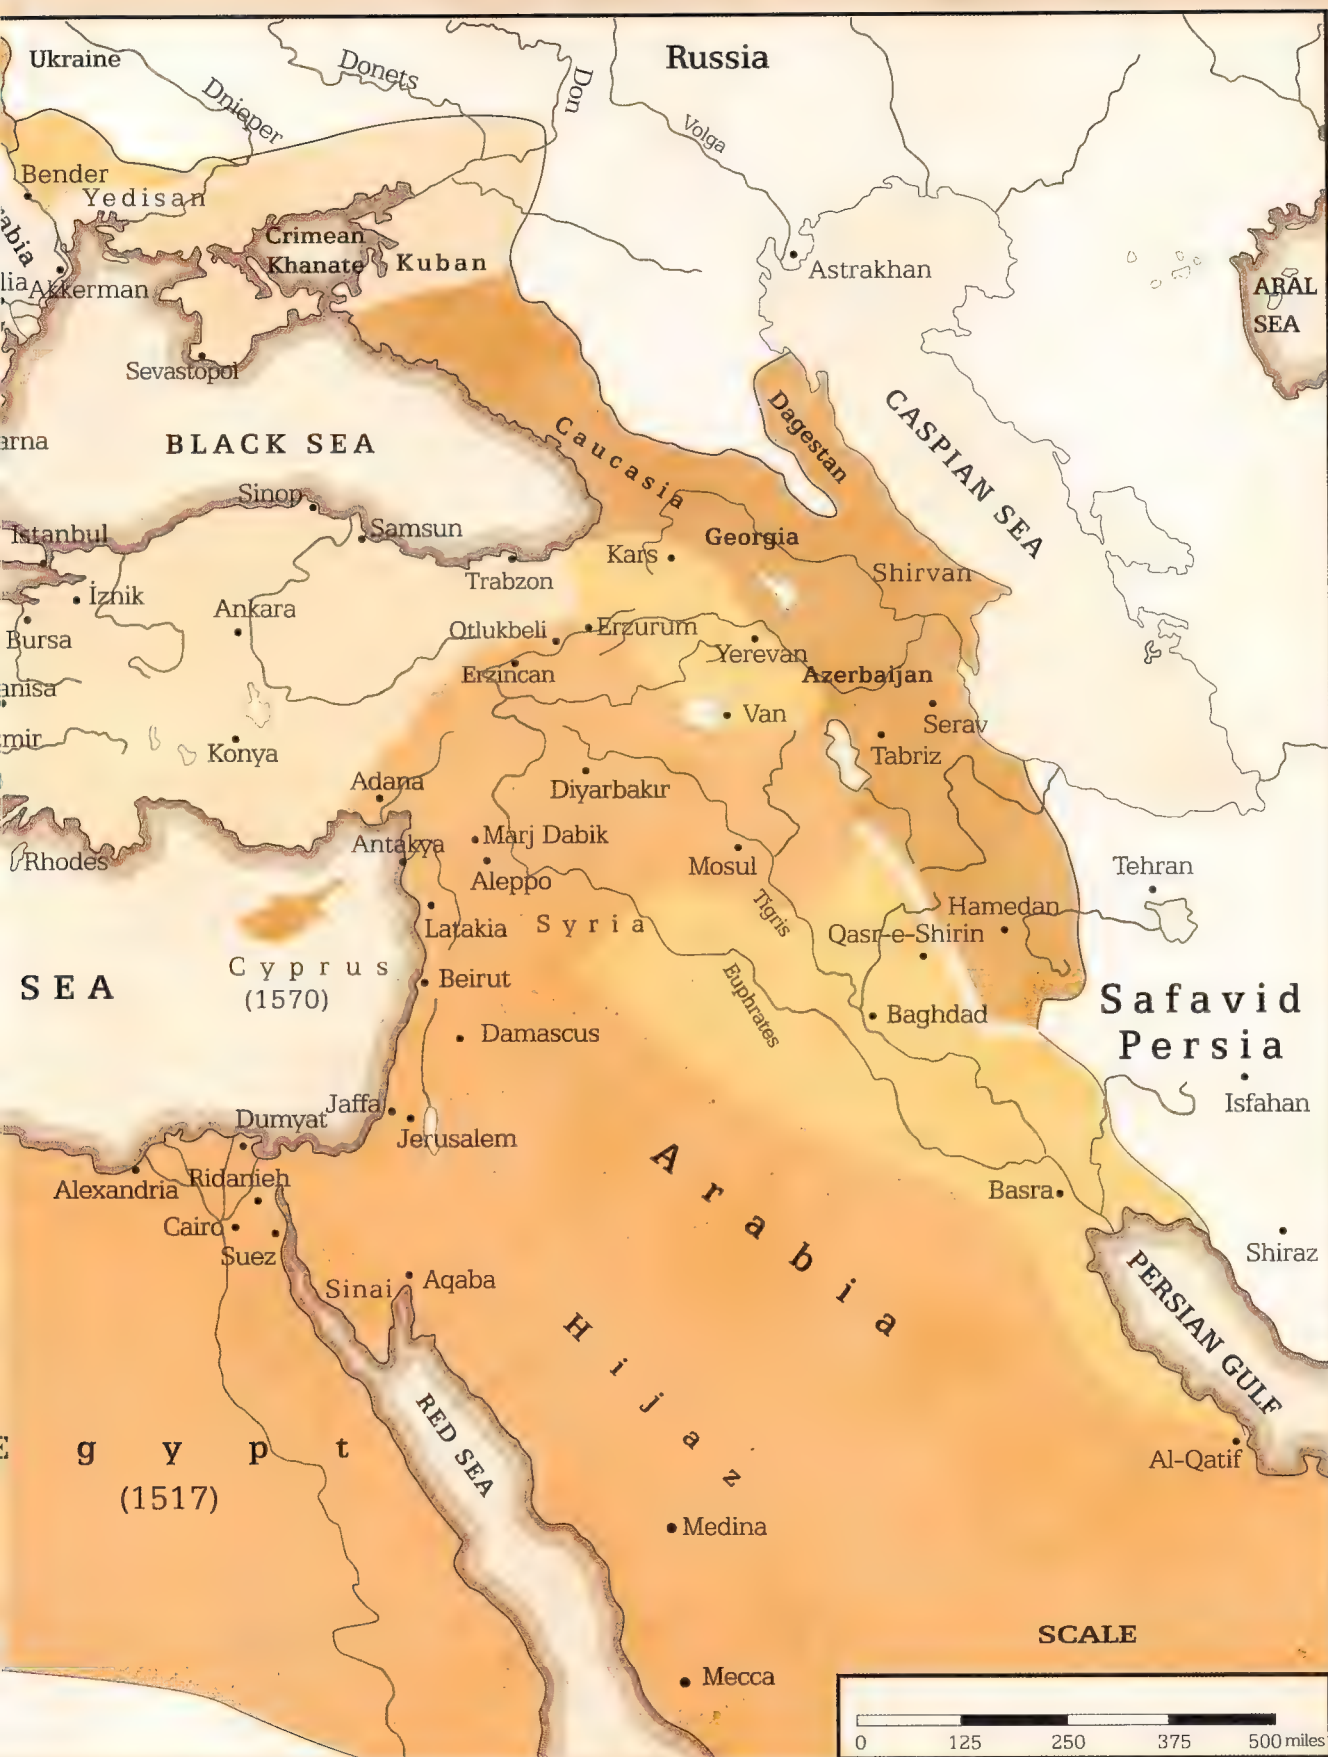 Ukraine
Dnieper
Donets
Don
Russia
Volga
Bender
Yedisan
Crimean
Khanate
Kuban
Akkerman
Astrakhan
ARAL
SEA
Sevastopol
BLACK SEA
Caucasia
Dagestan
CASPIAN SEA
Sinop
Istanbul
Samsun
Kars
Georgia
Shirvan
Trabzon
İznik
Ankara
Bursa
Otlukbeli
Erzurum
Yerevan
Erzincan
Azerbaijan
Van
Serav
Tabriz
Konya
Adana
Diyarbakır
Antakya
Marj Dabik
Mosul
Tehran
Rhodes
Aleppo
Tigris
Hamedan
Latakia
Syria
Qasr-e-Shirin
Cyprus
(1570)
SEA
Beirut
Euphrates
Baghdad
Safavid
Persia
Damascus
Isfahan
Jaffa
Dumyat
Jerusalem
Arabia
Alexandria
Ridanieh
Basra
Cairo
Suez
Shiraz
Sinai
Aqaba
PERSIAN GULF
Hijaz
RED SEA
Egypt
(1517)
Al-Qatif
Medina
Mecca
SCALE
0 125 250 375 500 miles